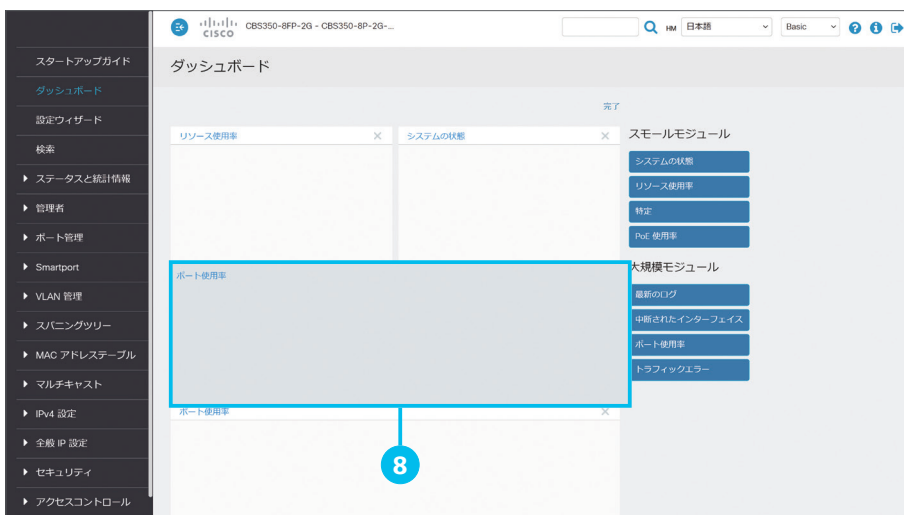 CISCO
CBS350-8FP-2G - CBS350-8P-2G-...
HM
日本語
Basic
スタートアップガイド
ダッシュボード
設定ウィザード
検索
ステータスと統計情報
管理者
ポート管理
Smartport
VLAN 管理
スパニングツリー
MAC アドレステーブル
マルチキャスト
IPv4 設定
全般 IP 設定
セキュリティ
アクセスコントロール
ダッシュボード
完了
リソース使用率
システムの状態
スモールモジュール
システムの状態
リソース使用率
特定
PoE 使用率
大規模モジュール
最新のログ
中断されたインターフェイス
ポート使用率
トラフィックエラー
ポート使用率
ポート使用率
8